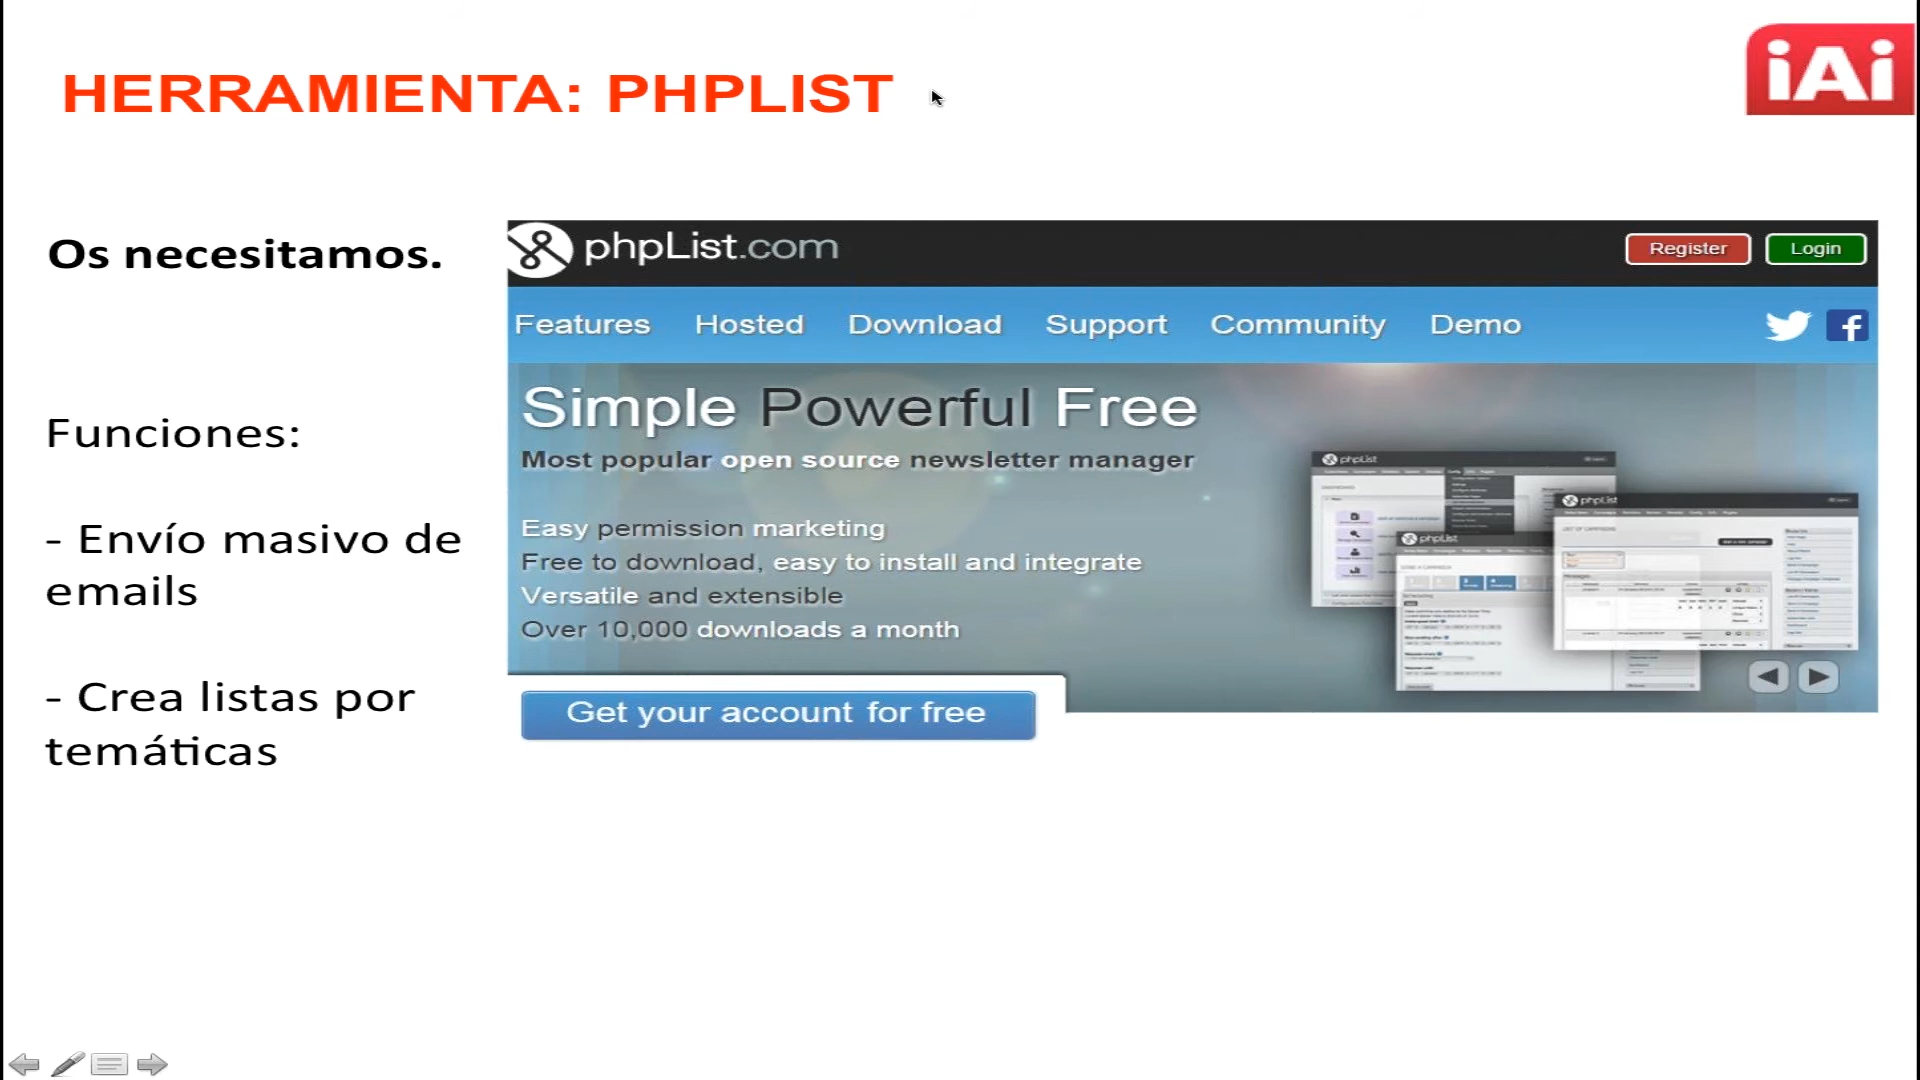 HERRAMIENTA: PHPLIST
iAi
Os necesitamos.
Funciones:
- Envío masivo de
emails
- Crea listas por
temáticas
phpList.com
Register
Login
Features Hosted Download Support Community Demo
Simple Powerful Free
Most popular open source newsletter manager
Easy permission marketing
Free to download, easy to install and integrate
Versatile and extensible
Over 10,000 downloads a month
Get your account for free
phpList
phpList
phpList